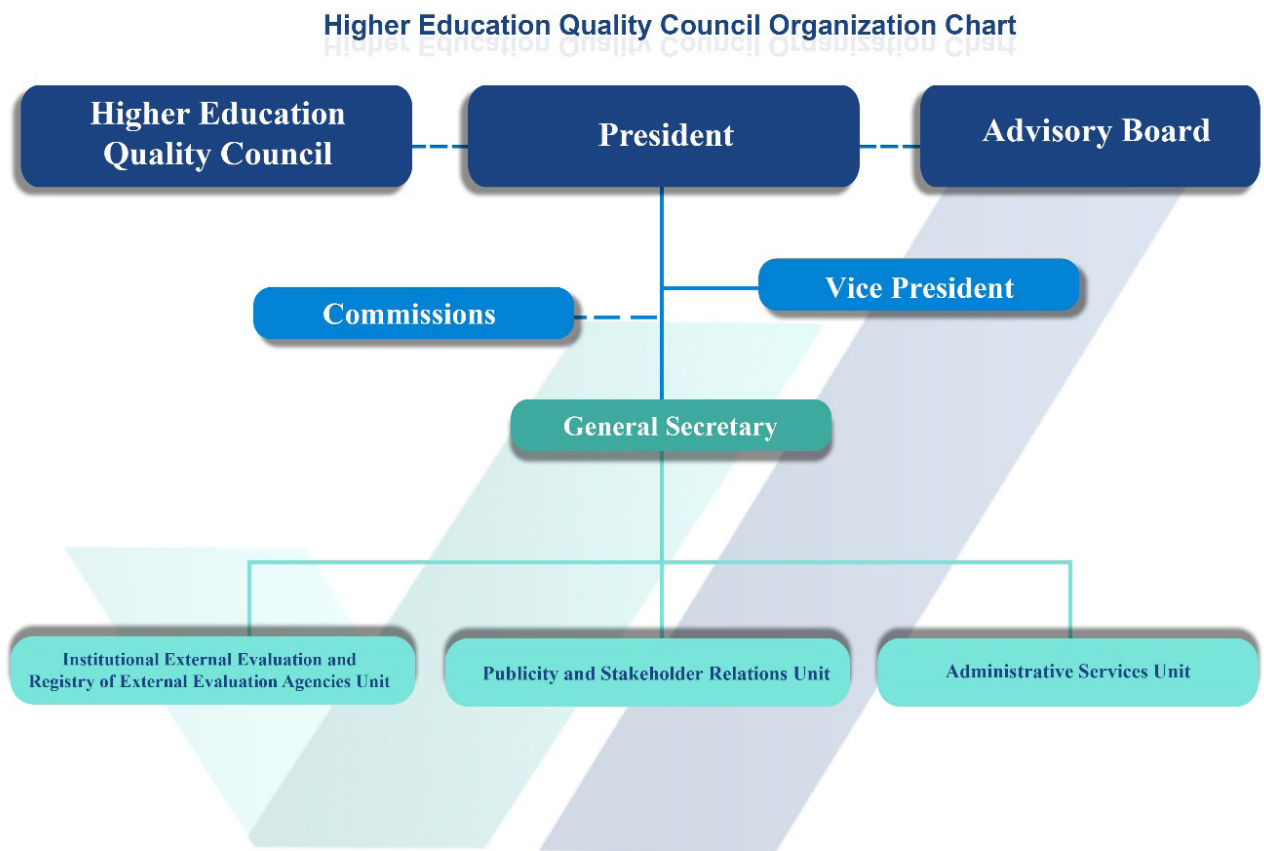 Higher Education Quality Council Organization Chart
Higher Education
Quality Council
President
Advisory Board
Vice President
Commissions
General Secretary
Institutional External Evaluation and
Registry of External Evaluation Agencies Unit
Publicity and Stakeholder Relations Unit
Administrative Services Unit